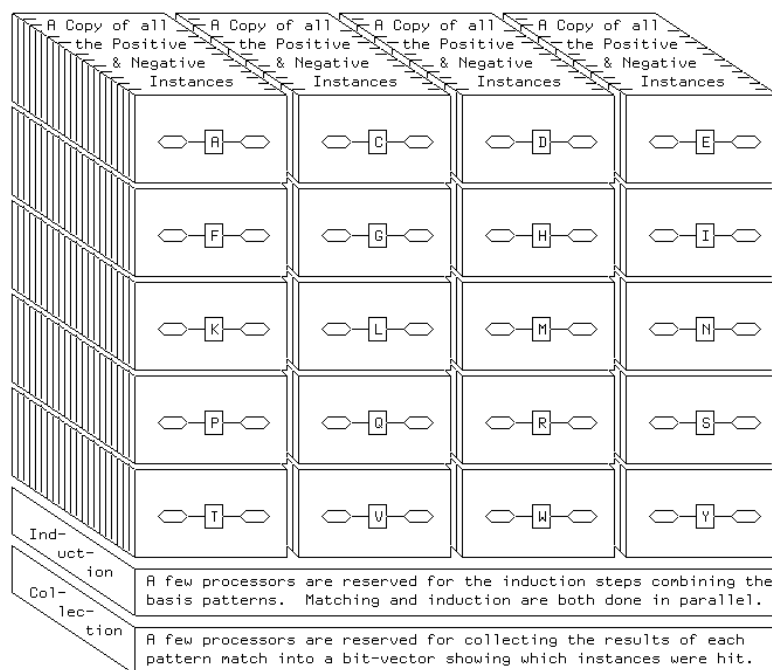 A Copy of all
the Positive
& Negative
Instances
A Copy of all
the Positive
& Negative
Instances
A Copy of all
the Positive
& Negative
Instances
A Copy of all
the Positive
& Negative
Instances
A C D E
F G H I
K L M N
P Q R S
T V W Y
Ind-
uct-
ion
A few processors are reserved for the induction steps combining the
basis patterns. Matching and induction are both done in parallel.
Col-
lec-
tion
A few processors are reserved for collecting the results of each
pattern match into a bit-vector showing which instances were hit.